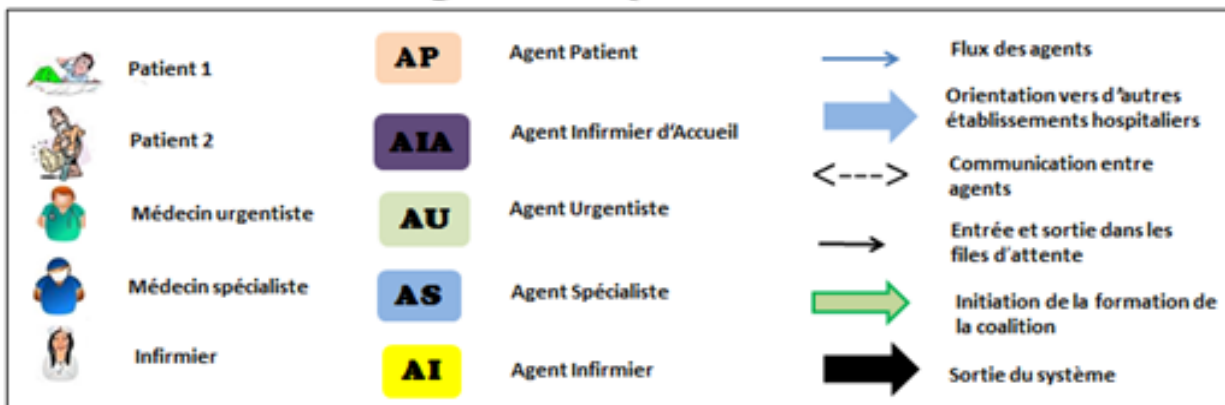 Patient 1
AP
Agent Patient
Flux des agents
Patient 2
AIA
Agent Infirmier d'Accueil
Orientation vers d'autres
établissements hospitaliers
Communication entre
agents
Médecin urgentiste
AU
Agent Urgentiste
Entrée et sortie dans les
files d'attente
Médecin spécialiste
AS
Agent Spécialiste
Initiation de la formation de
la coalition
Infirmier
AI
Agent Infirmier
Sortie du système